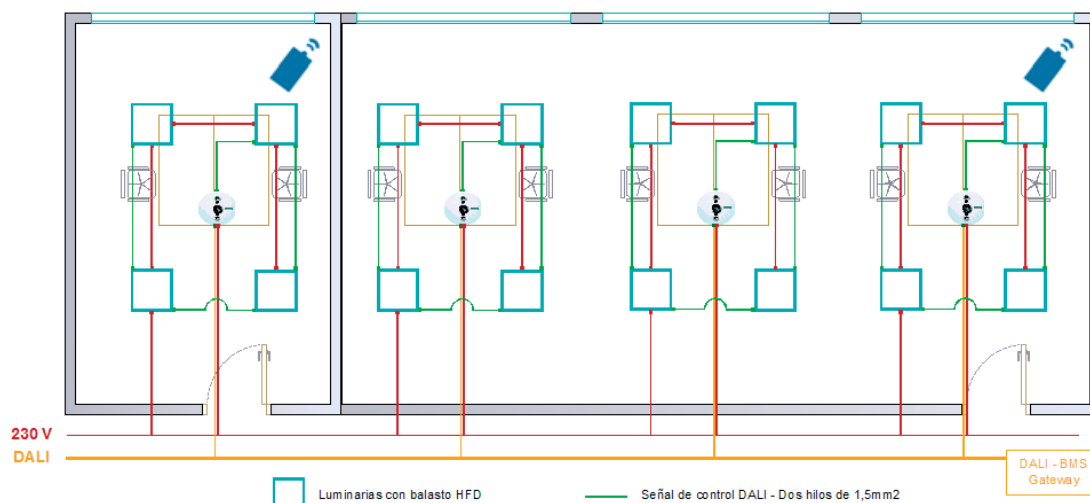 230 V
DALI
DALI - BMS
Gateway
Luminarias con balasto HFD
Señal de control DALI - Dos hilos de 1,5mm2